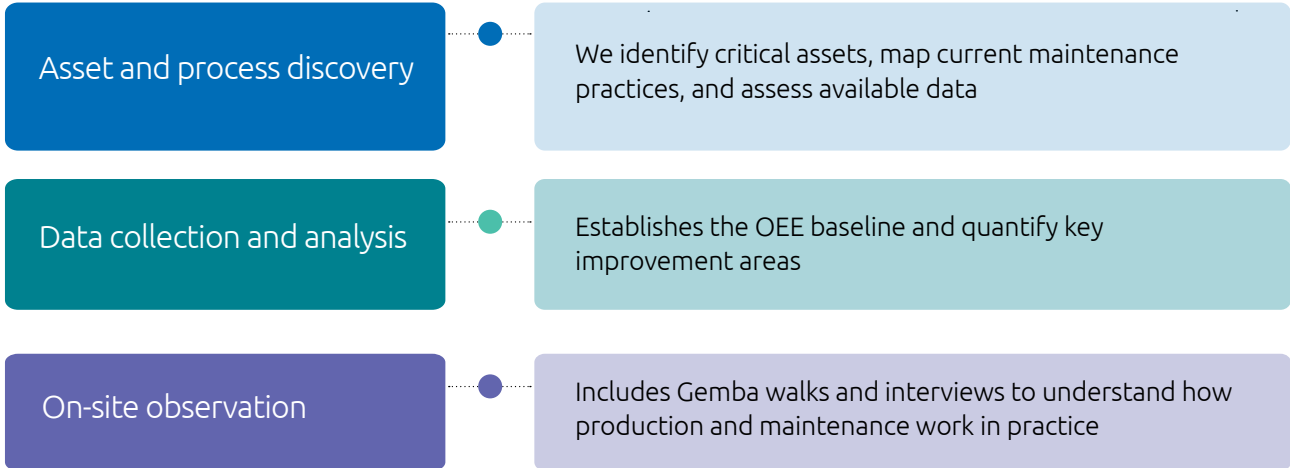 Asset and process discovery
We identify critical assets, map current maintenance
practices, and assess available data
Data collection and analysis
Establishes the OEE baseline and quantify key
improvement areas
On-site observation
Includes Gemba walks and interviews to understand how
production and maintenance work in practice